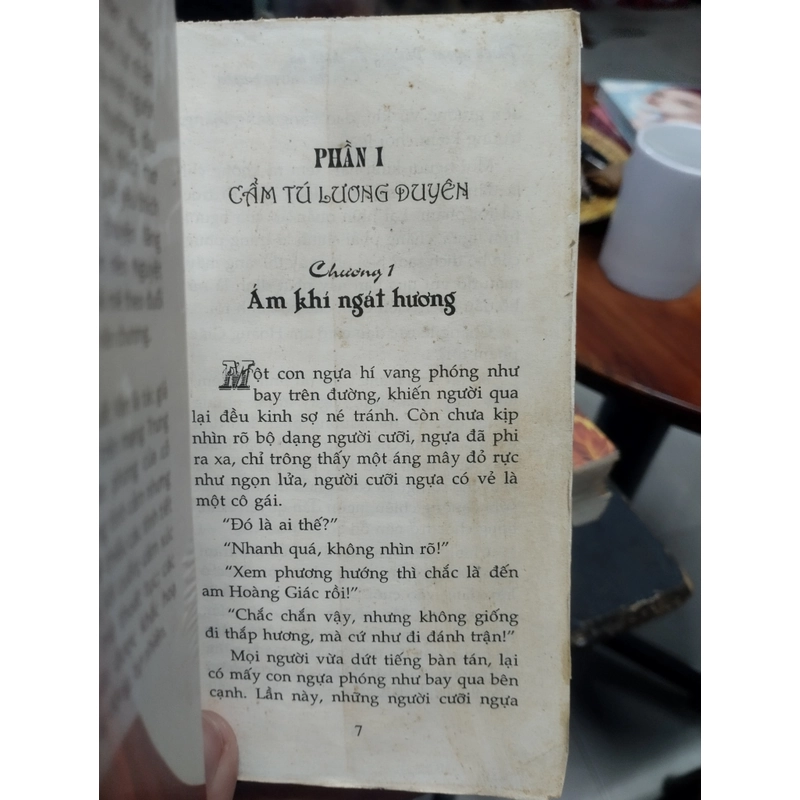 PHẦN I
CẨM TÚ LƯƠNG DUYÊN
Chương 1
Ám khí ngát hương
Một con ngựa hí vang phóng như
bay trên đường, khiến người qua
lại đều kinh sợ né tránh. Còn chưa kịp
nhìn rõ bộ dạng người cưỡi, ngựa đã phi
ra xa, chỉ trông thấy một áng mây đỏ rực
như ngọn lửa, người cưỡi ngựa có vẻ là
một cô gái.
"Đó là ai thế?"
"Nhanh quá, không nhìn rõ!"
"Xem phương hướng thì chắc là đến
am Hoàng Giác rồi!"
"Chắc chắn vậy, nhưng không giống
đi thắp hương, mà cứ như đi đánh trận!"
Mọi người vừa dứt tiếng bàn tán, lại
có mấy con ngựa phóng như bay qua bên
cạnh. Lần này, những người cưỡi ngựa
7